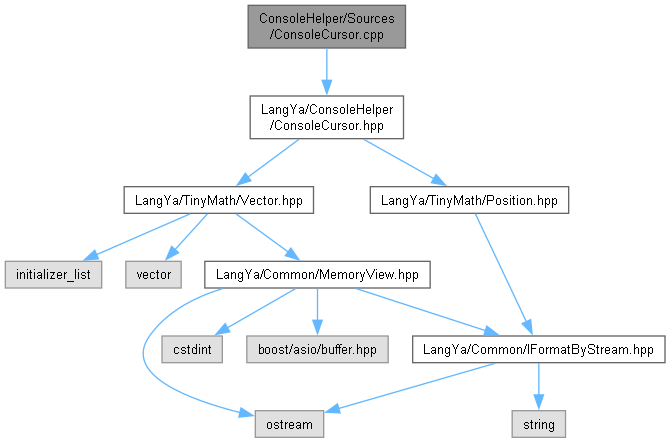 ConsoleHelper/Sources
/ConsoleCursor.cpp
LangYa/ConsoleHelper
/ConsoleCursor.hpp
LangYa/TinyMath/Vector.hpp
LangYa/TinyMath/Position.hpp
initializer_list
vector
LangYa/Common/MemoryView.hpp
cstdint
boost/asio/buffer.hpp
LangYa/Common/IFormatByStream.hpp
ostream
string